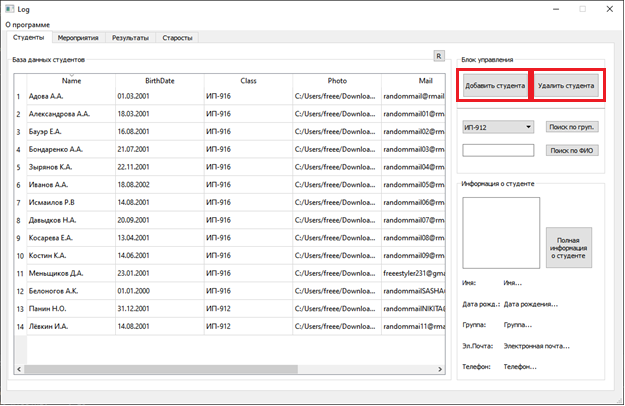 Log
О программе
Студенты Мероприятия Результаты Старосты
База данных студентов R
Name BirthDate Class Photo Mail
1 Адова А.А. 01.03.2001 ИП-916 C:/Users/freee/Downloa... randommail@rmail
2 Александрова А.А. 18.03.2001 ИП-916 C:/Users/freee/Downloa... randommail01@rm
3 Бауэр Е.А. 16.08.2001 ИП-916 C:/Users/freee/Downloa... randommail02@rm
4 Бондаренко А.А. 21.07.2001 ИП-916 C:/Users/freee/Downloa... randommail03@rm
5 Зырянов К.А. 22.11.2001 ИП-916 C:/Users/freee/Downloa... randommail04@rm
6 Иванов А.А. 18.08.2002 ИП-916 C:/Users/freee/Downloa... randommail05@rm
7 Исмаилов Р.В 14.08.2001 ИП-916 C:/Users/freee/Downloa... randommail06@rm
8 Давыдков Н.А. 20.09.2001 ИП-916 C:/Users/freee/Downloa... randommail07@rm
9 Косарева Е.А. 13.04.2001 ИП-916 C:/Users/freee/Downloa... randommail08@rm
10 Костин К.А. 14.06.2001 ИП-916 C:/Users/freee/Downloa... randommail09@rm
11 Меньщиков Д.А. 23.01.2001 ИП-916 C:/Users/freee/Downloa... freeestyler231@gma
12 Белоногов А.К. 01.01.2000 ИП-916 C:/Users/freee/Downloa... randommailSASHA@
13 Панин Н.О. 31.12.2001 ИП-912 C:/Users/freee/Downloa... randommailNIKITA@
14 Лёвкин И.А. 14.08.2001 ИП-912 C:/Users/freee/Downloa... randommai11@rmail
Блок управления
Добавить студента Удалить студента
ИП-912 Поиск по груп.
Поиск по ФИО
Информация о студенте
Полная
информация
о студенте
Имя: Имя...
Дата рожд.: Дата рождения...
Группа: Группа...
Эл.Почта: Электронная почта...
Телефон: Телефон...